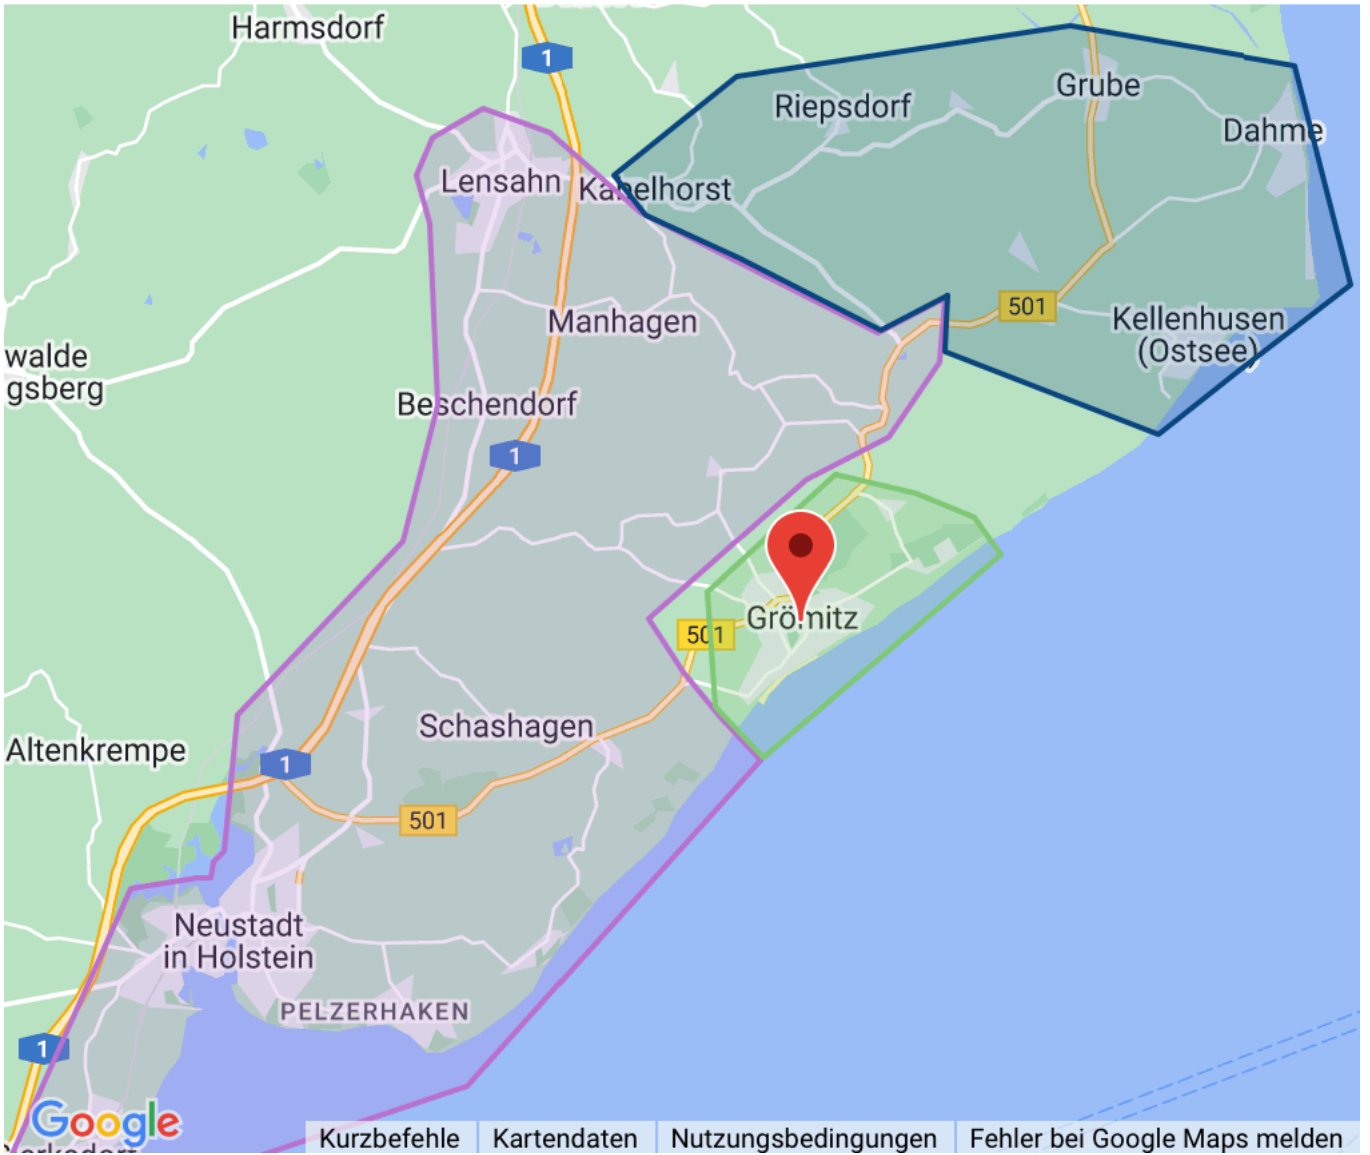 Harmsdorf
1
Grube
Riepsdorf
Dahme
Lensahn
Kabelhorst
501
Manhagen
Kellenhusen
(Ostsee)
walde
gsberg
Beschendorf
1
Grömitz
501
Schashagen
Altenkrempe
1
501
Neustadt
in Holstein
PELZERHAKEN
1
Google
Kurzbefehle
Kartendaten
Nutzungsbedingungen
Fehler bei Google Maps melden